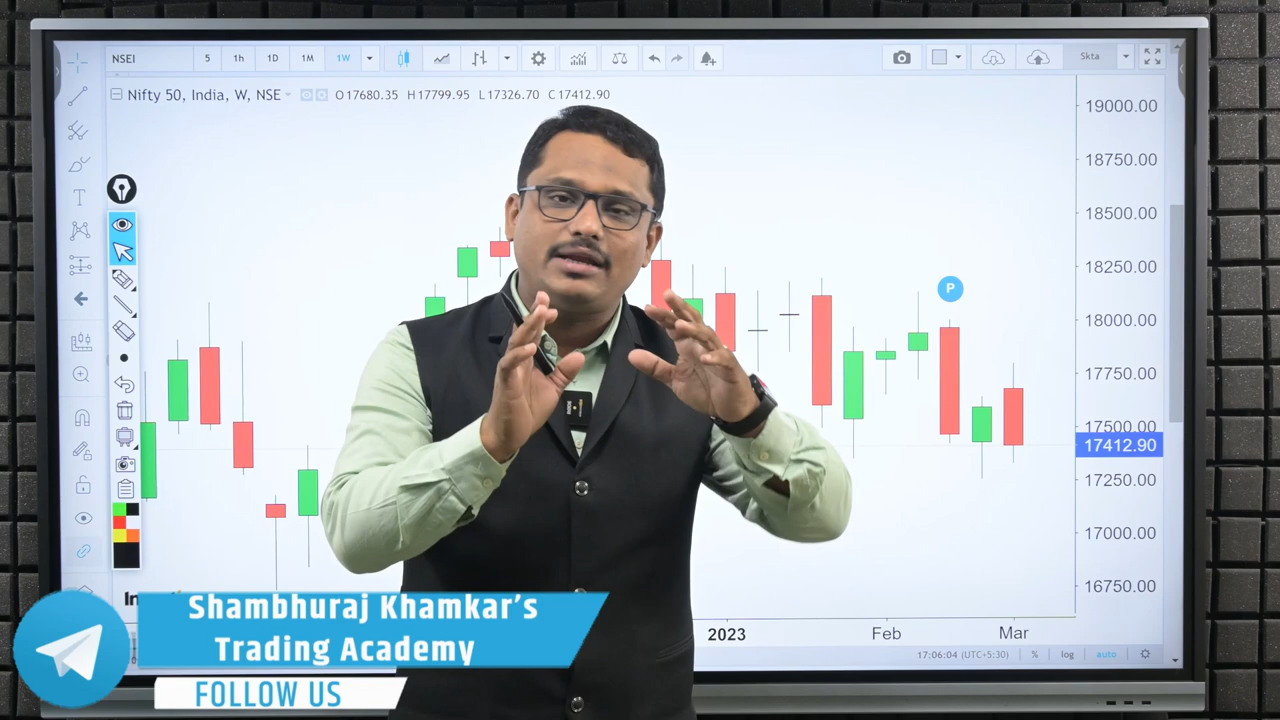 NSEI
5
1h
1D
1M
1W
Skta
Nifty 50, India, W, NSE
O17680.35 H17799.95 L17326.70 C17412.90
19000.00
18750.00
18500.00
18250.00
P
18000.00
17750.00
17500.00
17412.90
17250.00
17000.00
16750.00
In
2023
Feb
Mar
17:06:04 (UTC+5:30)
%
log
auto
Shambhuraj Khamkar's
Trading Academy
FOLLOW US